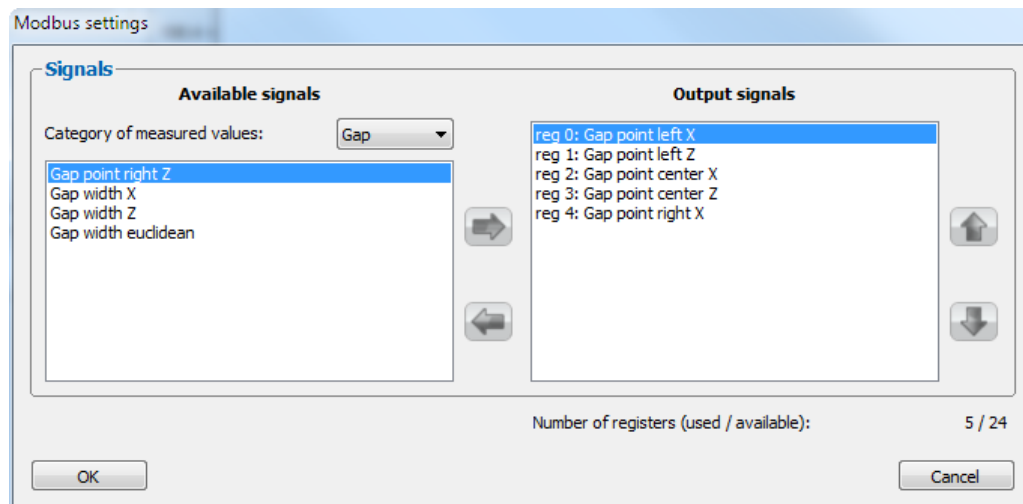 Modbus settings
Signals
Available signals
Output signals
Category of measured values:
Gap
Gap point right Z
Gap width X
Gap width Z
Gap width euclidean
reg 0: Gap point left X
reg 1: Gap point left Z
reg 2: Gap point center X
reg 3: Gap point center Z
reg 4: Gap point right X
Number of registers (used / available):
5 / 24
OK
Cancel